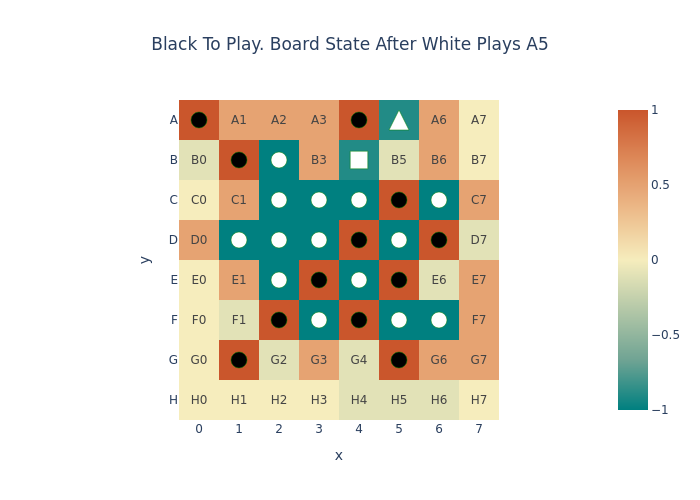 Black To Play. Board State After White Plays A5
A A1 A2 A3 A6 A7
B B0 B3 B5 B6 B7
C C0 C1 C7
D D0 D7
E E0 E1 E6 E7
F F0 F1 F7
G G0 G2 G3 G4 G6 G7
H H0 H1 H2 H3 H4 H5 H6 H7
0 1 2 3 4 5 6 7
x
y
1
0.5
0
−0.5
−1